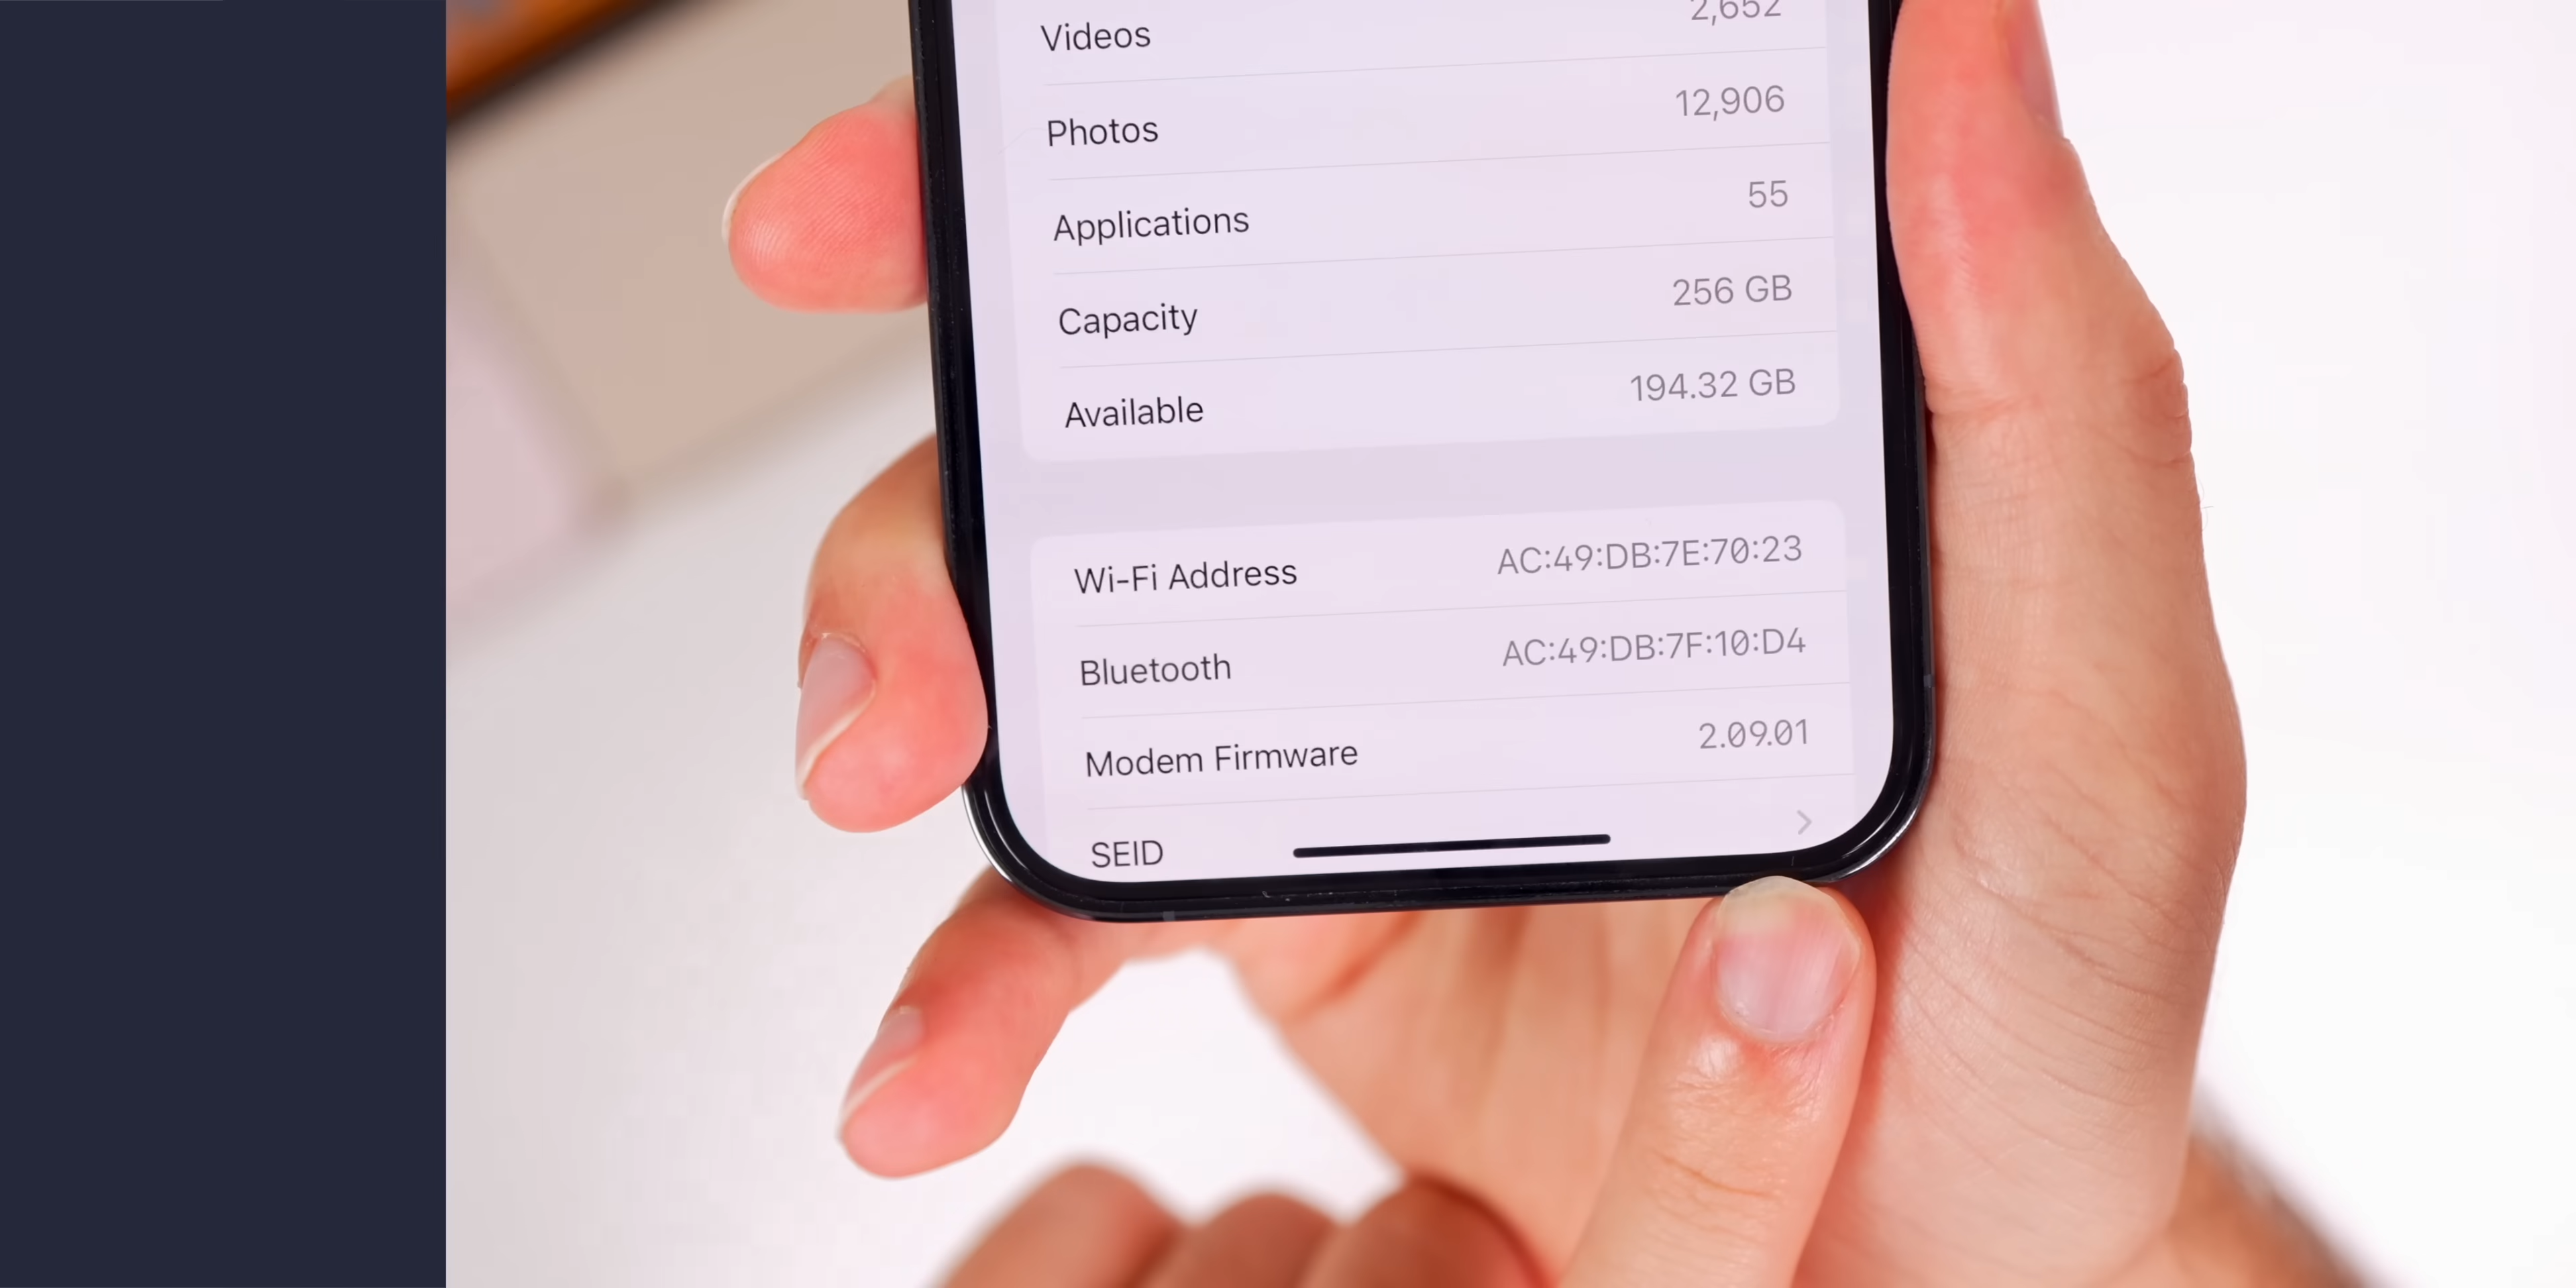 Videos 2,652
Photos 12,906
Applications 55
Capacity 256 GB
Available 194.32 GB
Wi-Fi Address AC:49:DB:7E:70:23
Bluetooth AC:49:DB:7F:10:D4
Modem Firmware 2.09.01
SEID